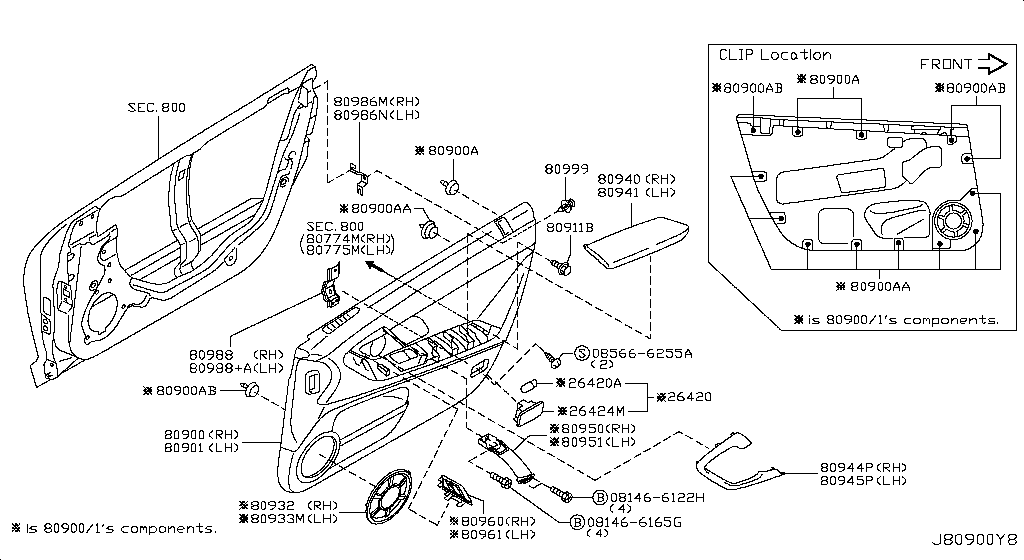 SEC. 800
80986M(RH)
80986N(LH)
※80900A
80999
80940 (RH)
80941 (LH)
※80900AA
80911B
SEC. 800
(80774M(RH)
80775M(LH))
80988 (RH)
80988+A(LH)
※80900AB
S08566-6255A
(2)
※26420A
※26424M
※26420
80900(RH)
80901 (LH)
※80950(RH)
※80951(LH)
80944P(RH)
80945P(LH)
※80932 (RH)
※80933M(LH)
B08146-6122H
(4)
※80960(RH)
※80961(LH)
B08146-6165G
(4)
※ is 80900/1's components.
CLIP Location
FRONT
※80900AB
※80900A
※80900AB
※80900AA
※ is 80900/1's components.
J80900Y8